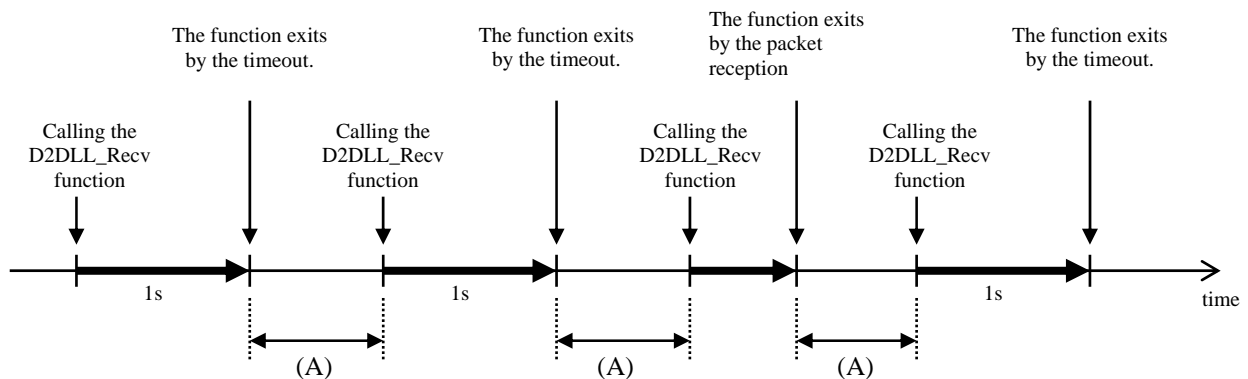 The function exits
by the timeout.
The function exits
by the timeout.
The function exits
by the packet
reception
The function exits
by the timeout.
Calling the
D2DLL_Recv
function
Calling the
D2DLL_Recv
function
Calling the
D2DLL_Recv
function
Calling the
D2DLL_Recv
function
1s
1s
1s
time
(A)
(A)
(A)